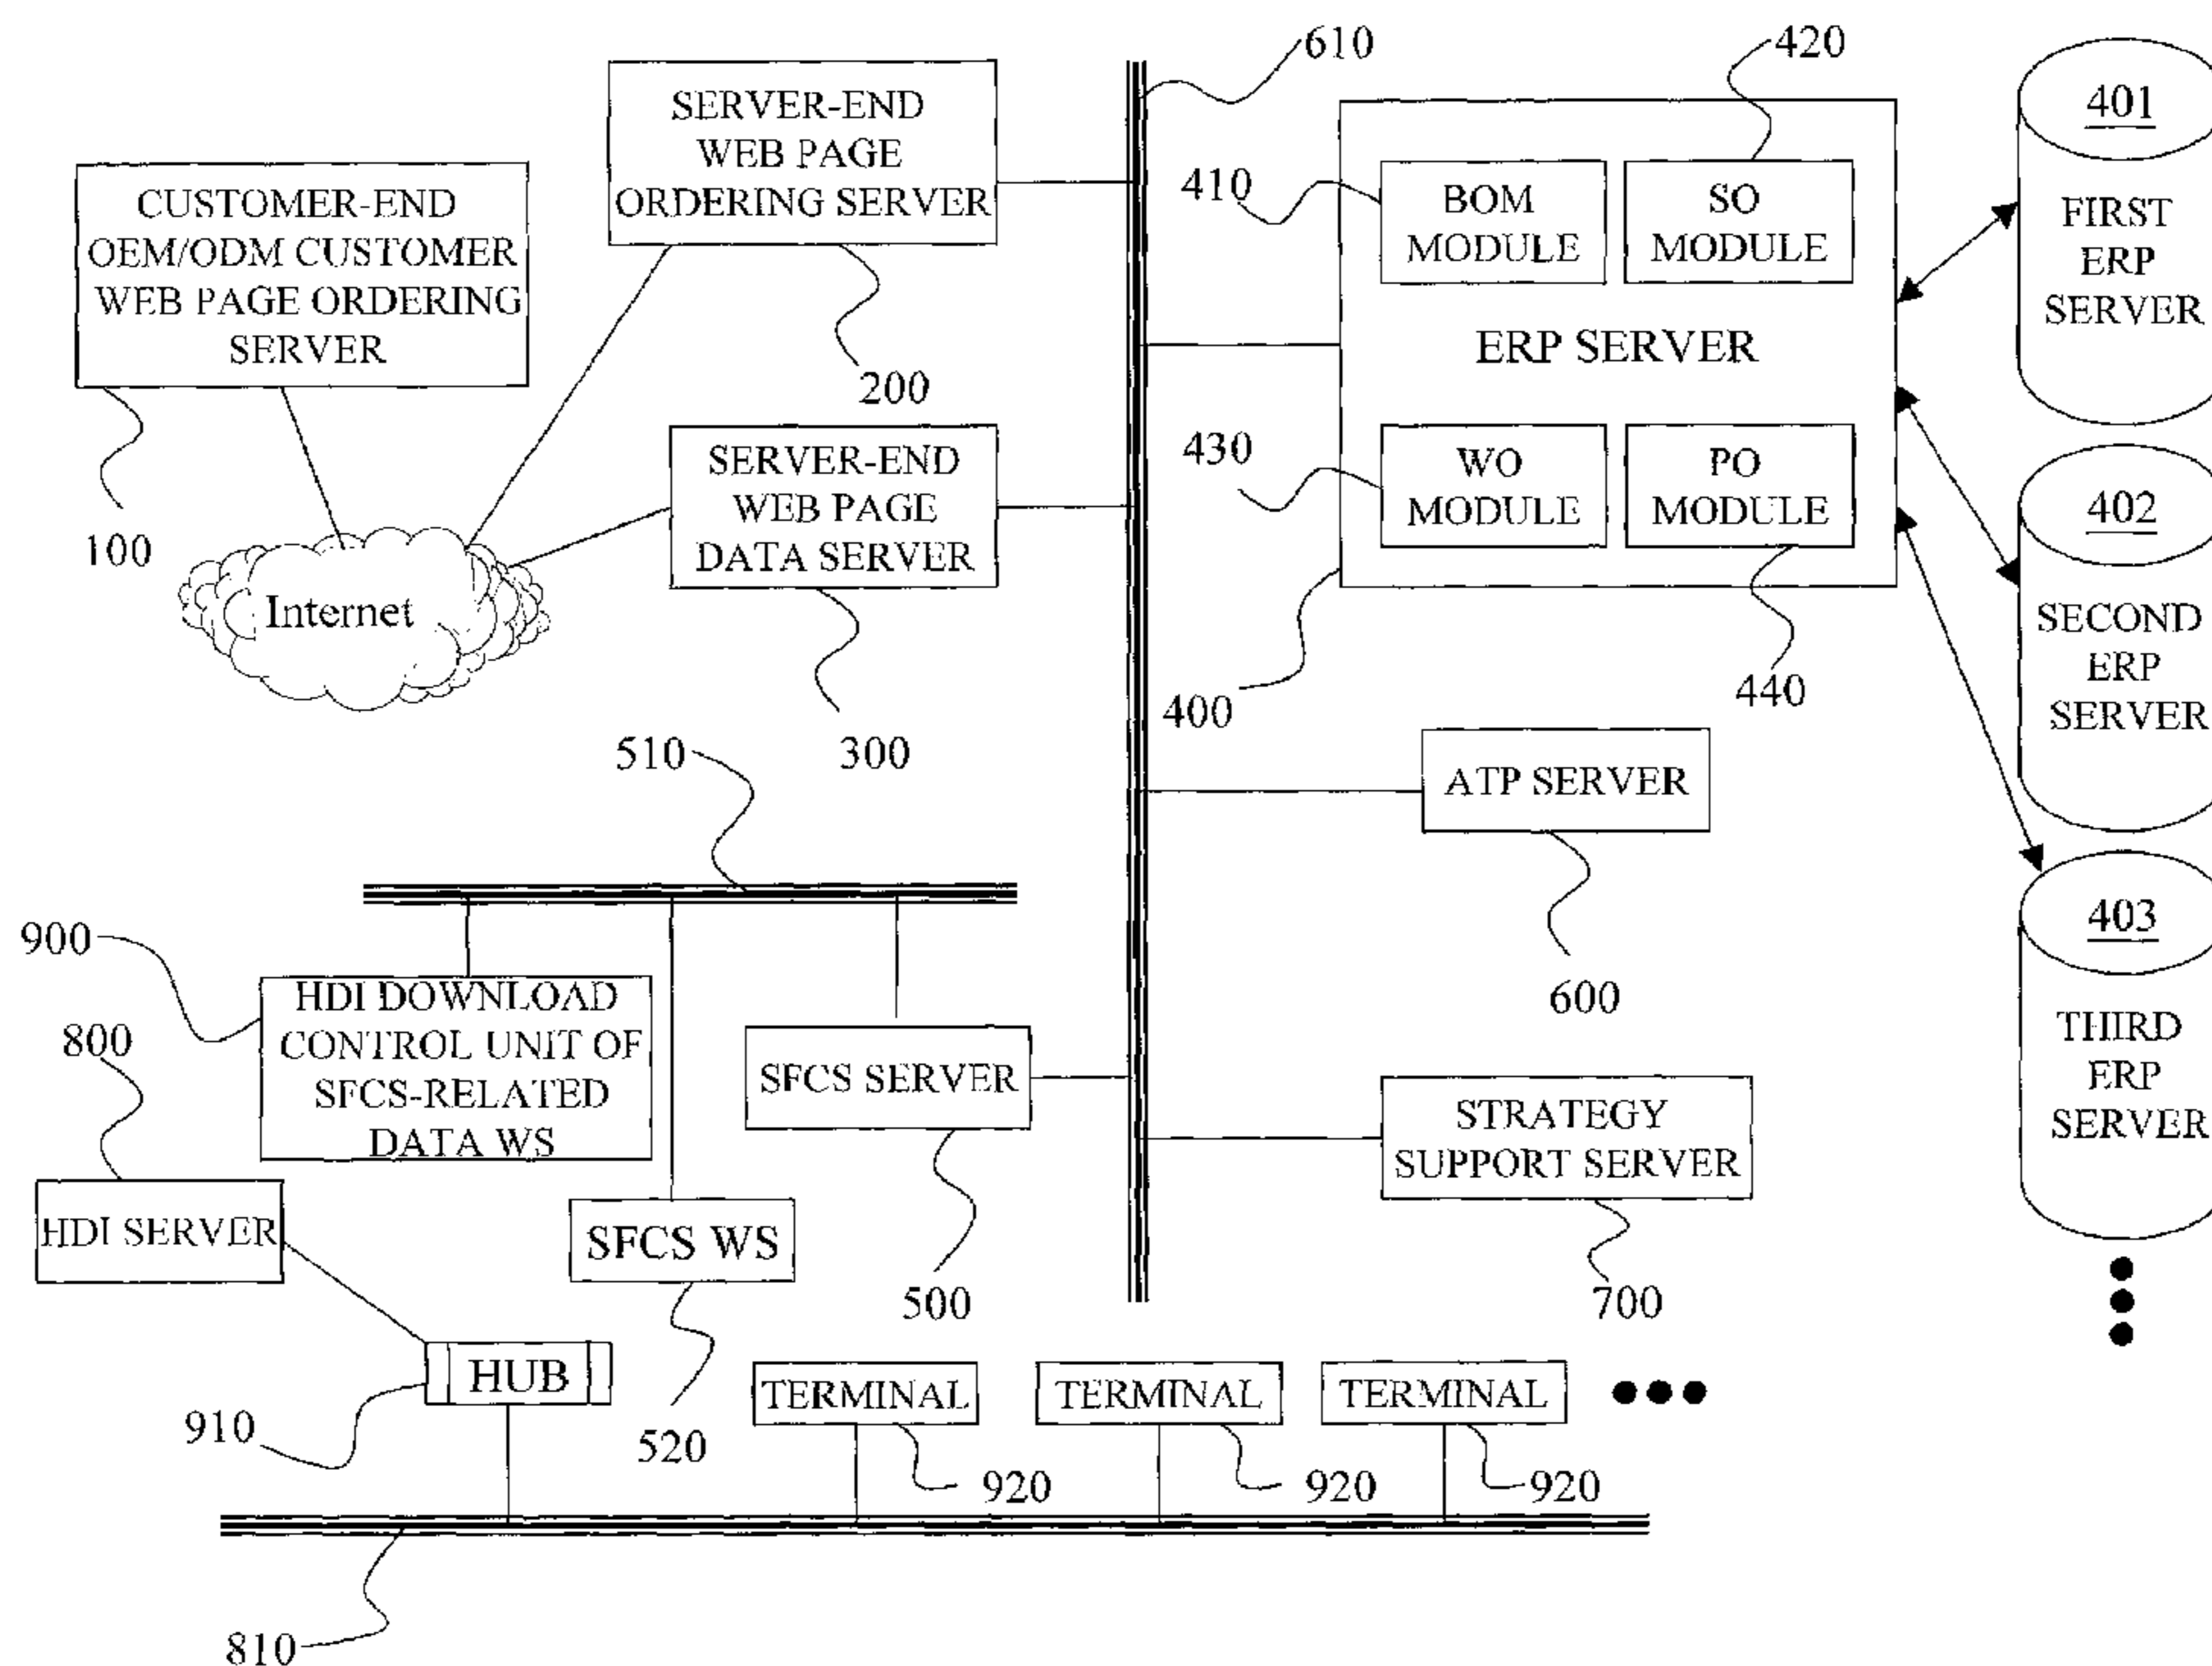 610
420
SERVER-END
WEB PAGE
ORDERING SERVER
401
FIRST
ERP
SERVER
CUSTOMER-END
OEM/ODM CUSTOMER
WEB PAGE ORDERING
SERVER
410
BOM
MODULE
SO
MODULE
ERP SERVER
200
100
SERVER-END
WEB PAGE
DATA SERVER
430
WO
MODULE
PO
MODULE
402
SECOND
ERP
SERVER
Internet
300
400
440
510
ATP SERVER
403
THIRD
ERP
SERVER
900
HDI DOWNLOAD
CONTROL UNIT OF
SFCS-RELATED
DATA WS
600
800
SFCS SERVER
STRATEGY
SUPPORT SERVER
HDI SERVER
SFCS WS
500
700
HUB
910
520
TERMINAL
TERMINAL
TERMINAL
920
920
920
810